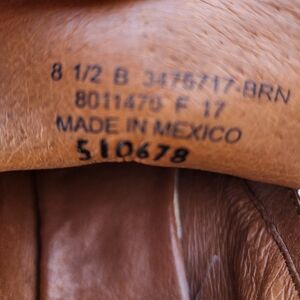 8 1/2 B 3476717-BRN
8011470 F 17
MADE IN MEXICO
510678